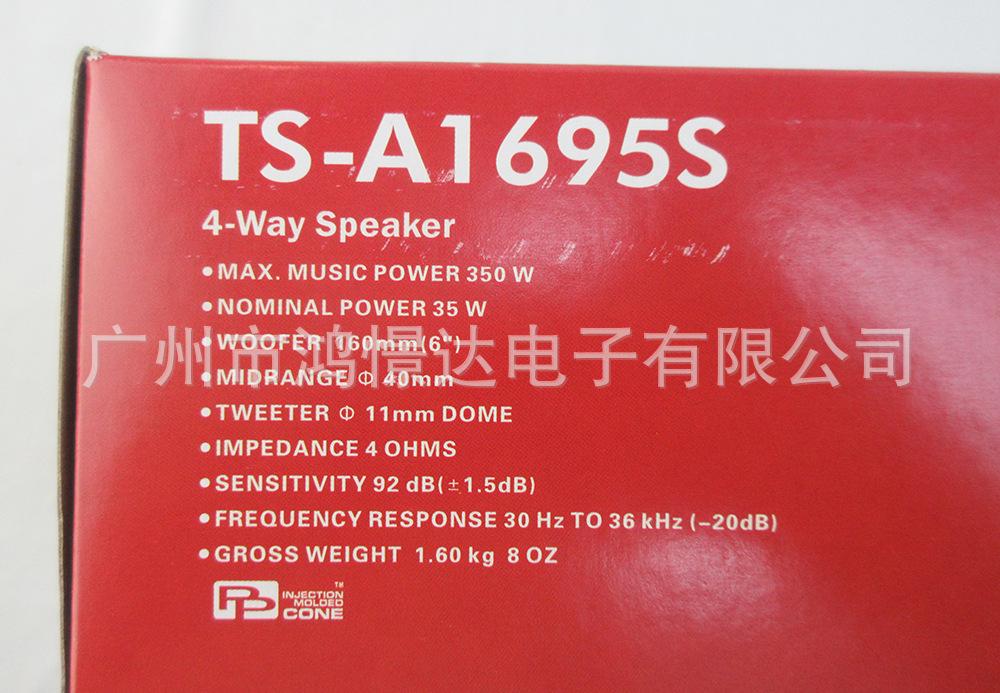 TS-A1695S
4-Way Speaker
•MAX. MUSIC POWER 350 W
•NOMINAL POWER 35 W
•WOOFER 160mm(6")
广州市鸿憬达电子有限公司
•MIDRANGE Φ 40mm
•TWEETER Φ 11mm DOME
•IMPEDANCE 4 OHMS
•SENSITIVITY 92 dB(±1.5dB)
•FREQUENCY RESPONSE 30 Hz TO 36 kHz (-20dB)
•GROSS WEIGHT 1.60 kg 8 OZ
INJECTION
MOLDED
CONE
TM